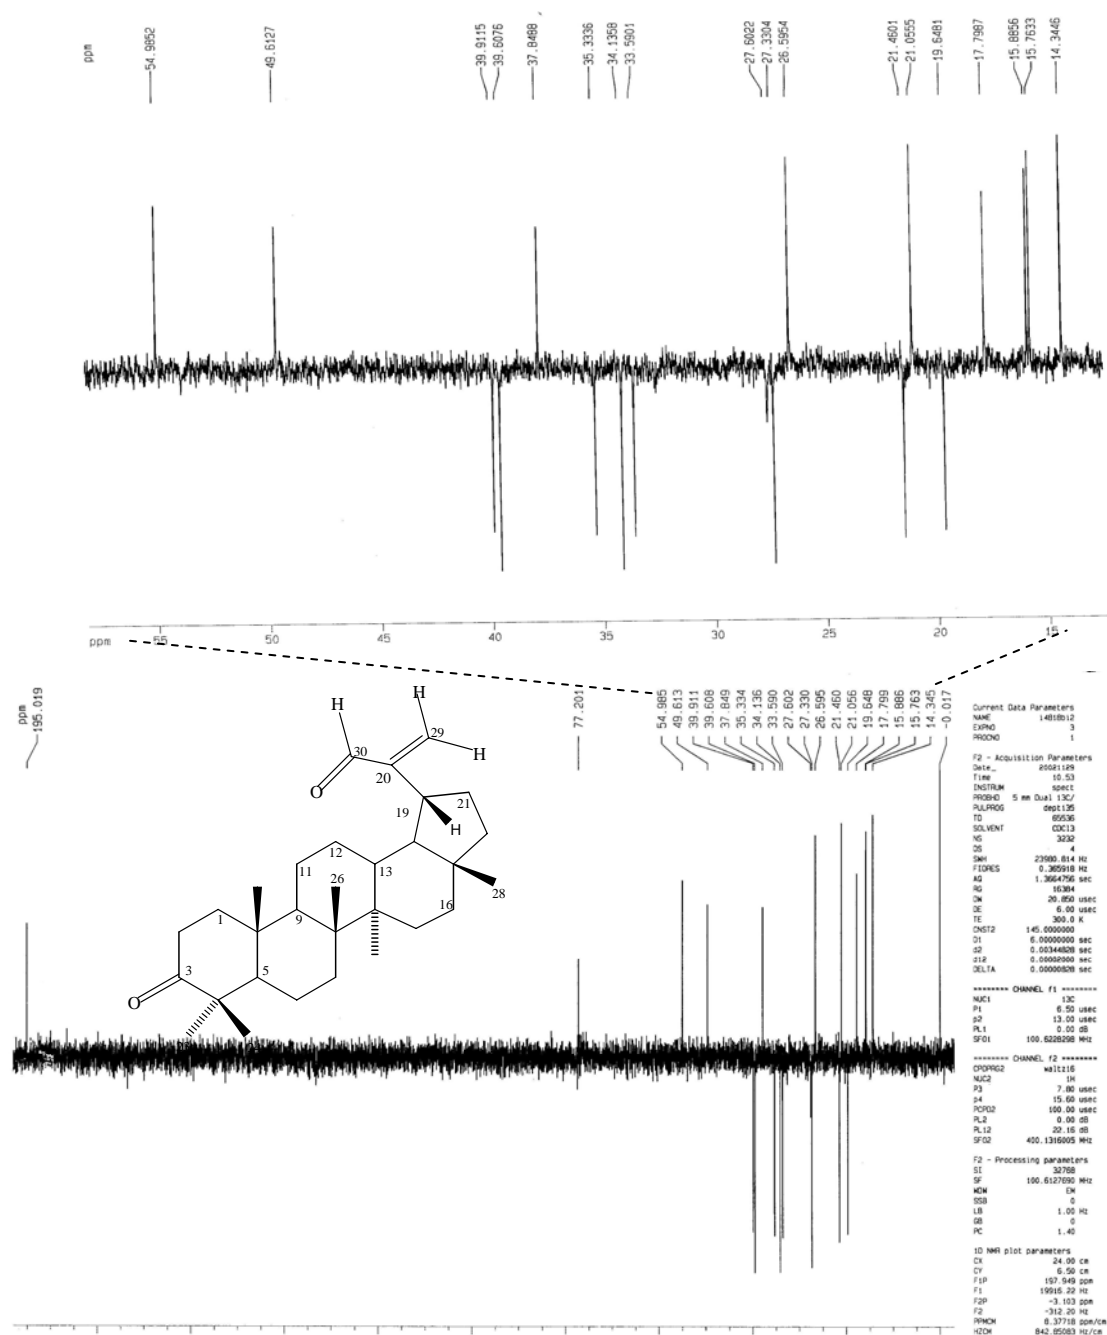 ppm
54.9852
49.6127
39.9115
39.6076
37.8488
35.3336
34.1358
33.5901
27.6022
27.3304
26.5954
21.4601
21.0555
19.6481
17.7987
15.8856
15.7633
14.3446
ppm 55 50 45 40 35 30 25 20 15
ppm
195.019
77.201
54.985
49.613
39.911
39.608
37.849
35.334
34.136
33.590
27.602
27.330
26.595
21.460
21.056
19.648
17.799
15.886
15.763
14.345
-0.017
H
H
29
H
30
20
O
19
21
H
12
11
13
26
28
1
9
16
3
5
O
Current Data Parameters
NAME 14818b12
EXPNO 3
PROCNO 1
F2 - Acquisition Parameters
Date_ 20021129
Time 10.53
INSTRUM spect
PROBHD 5 mm Dual 13C/
PULPROG dept135
TD 65536
SOLVENT CDCl3
NS 3232
DS 4
SWH 23980.814 Hz
FIDRES 0.365918 Hz
AQ 1.3664756 sec
RG 16384
DW 20.850 usec
DE 6.00 usec
TE 300.0 K
CNST2 145.0000000
D1 6.00000000 sec
d2 0.00344828 sec
d12 0.00002000 sec
DELTA 0.00000828 sec
======== CHANNEL f1 ========
NUC1 13C
P1 6.50 usec
p2 13.00 usec
PL1 0.00 dB
SFO1 100.6228298 MHz
======== CHANNEL f2 ========
CPDPRG2 waltz16
NUC2 1H
P3 7.80 usec
p4 15.60 usec
PCPD2 100.00 usec
PL2 0.00 dB
PL12 22.16 dB
SFO2 400.1316005 MHz
F2 - Processing parameters
SI 32768
SF 100.6127690 MHz
WDW EM
SSB 0
LB 1.00 Hz
GB 0
PC 1.40
1D NMR plot parameters
CX 24.00 cm
CY 6.50 cm
F1P 197.949 ppm
F1 19916.22 Hz
F2P -3.103 ppm
F2 -312.20 Hz
PPMCM 8.37718 ppm/cm
HZCM 842.85083 Hz/cm